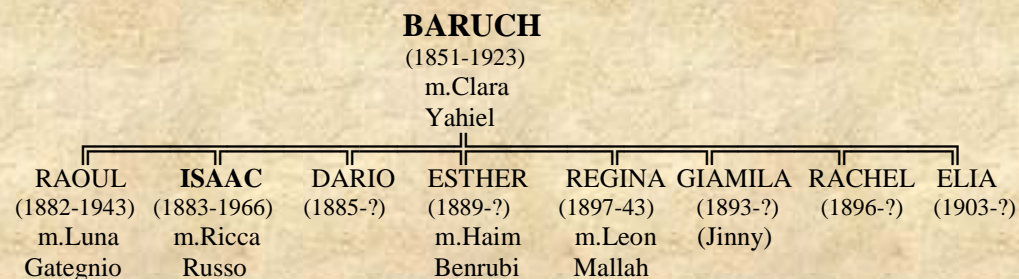 BARUCH
(1851-1923)
m.Clara
Yahiel
RAOUL ISAAC DARIO ESTHER REGINA GIAMILA RACHEL ELIA
(1882-1943) (1883-1966) (1885-?) (1889-?) (1897-43) (1893-?) (1896-?) (1903-?)
m.Luna m.Ricca m.Haim m.Leon (Jinny)
Gategnio Russo Benrubi Mallah